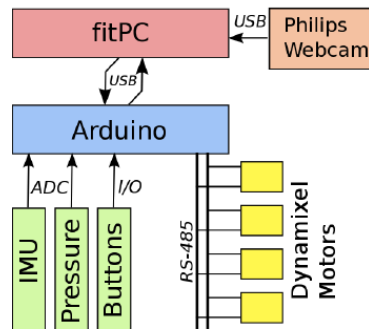 fitPC
USB
Philips
Webcam
USB
Arduino
ADC
I/O
IMU
Pressure
Buttons
RS-485
Dynamixel
Motors